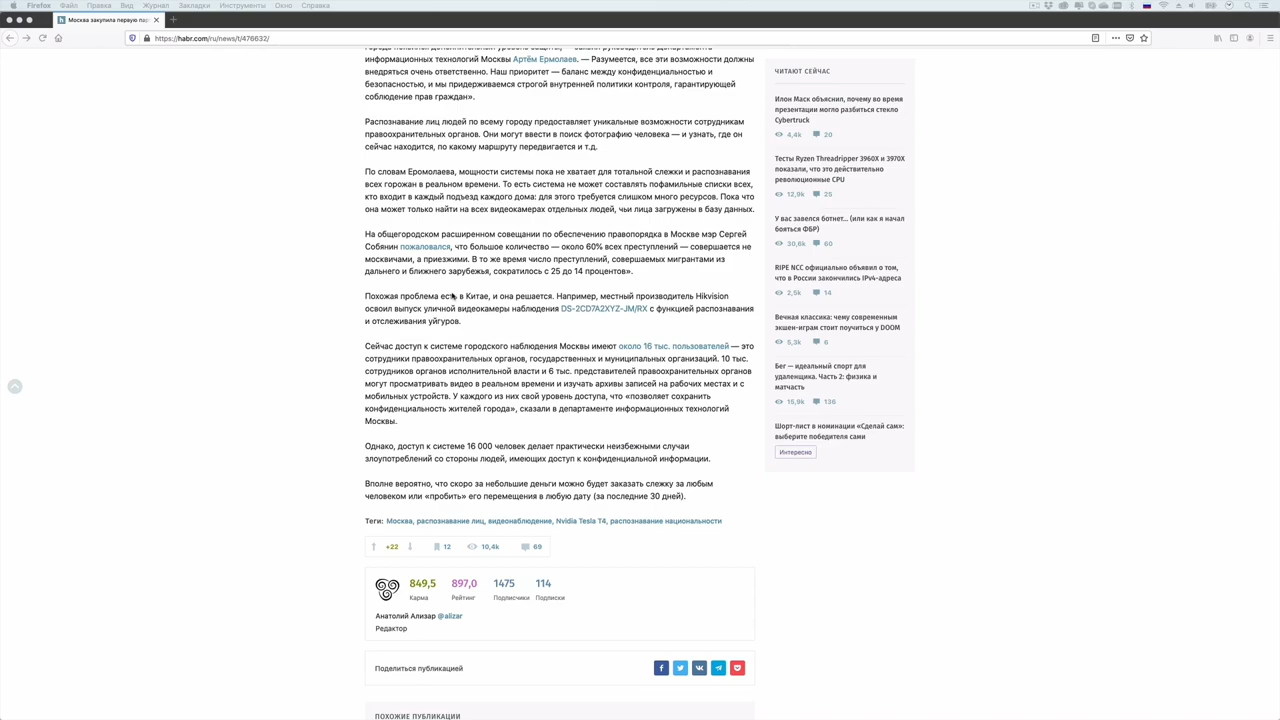 Firefox Файл Правка Вид Журнал Закладки Инструменты Окно Справка
Москва закупила первую пар
https://habr.com/ru/news/t/476632/
информационных технологий Москвы Артём Ермолаев. — Разумеется, все эти возможности должны
внедряться очень ответственно. Наш приоритет — баланс между конфиденциальностью и
безопасностью, и мы придерживаемся строгой внутренней политики контроля, гарантирующей
соблюдение прав граждан».
Распознавание лиц людей по всему городу предоставляет уникальные возможности сотрудникам
правоохранительных органов. Они могут ввести в поиск фотографию человека — и узнать, где он
сейчас находится, по какому маршруту передвигается и т.д.
По словам Еромолаева, мощности системы пока не хватает для тотальной слежки и распознавания
всех горожан в реальном времени. То есть система не может составлять пофамильные списки всех,
кто входит в каждый подъезд каждого дома: для этого требуется слишком много ресурсов. Пока что
она может только найти на всех видеокамерах отдельных людей, чьи лица загружены в базу данных.
На общегородском расширенном совещании по обеспечению правопорядка в Москве мэр Сергей
Собянин пожаловался, что большое количество — около 60% всех преступлений — совершается не
москвичами, а приезжими. В то же время число преступлений, совершаемых мигрантами из
дальнего и ближнего зарубежья, сократилось с 25 до 14 процентов».
Похожая проблема есть в Китае, и она решается. Например, местный производитель Hikvision
освоил выпуск уличной видеокамеры наблюдения DS-2CD7A2XYZ-JM/RX с функцией распознавания
и отслеживания уйгуров.
Сейчас доступ к системе городского наблюдения Москвы имеют около 16 тыс. пользователей — это
сотрудники правоохранительных органов, государственных и муниципальных организаций. 10 тыс.
сотрудников органов исполнительной власти и 6 тыс. представителей правоохранительных органов
могут просматривать видео в реальном времени и изучать архивы записей на рабочих местах и с
мобильных устройств. У каждого из них свой уровень доступа, что «позволяет сохранить
конфиденциальность жителей города», сказали в департаменте информационных технологий
Москвы.
Однако, доступ к системе 16 000 человек делает практически неизбежными случаи
злоупотреблений со стороны людей, имеющих доступ к конфиденциальной информации.
Вполне вероятно, что скоро за небольшие деньги можно будет заказать слежку за любым
человеком или «пробить» его перемещения в любую дату (за последние 30 дней).
Теги: Москва, распознавание лиц, видеонаблюдение, Nvidia Tesla T4, распознавание национальности
+22 12 10,4k 69
849,5 897,0 1475 114
Карма Рейтинг Подписчики Подписки
Анатолий Ализар @alizar
Редактор
Поделиться публикацией
ПОХОЖИЕ ПУБЛИКАЦИИ
ЧИТАЮТ СЕЙЧАС
Илон Маск объяснил, почему во время
презентации могло разбиться стекло
Cybertruck
4,4k 20
Тесты Ryzen Threadripper 3960X и 3970X
показали, что это действительно
революционные CPU
12,9k 25
У вас завелся ботнет… (или как я начал
бояться ФБР)
30,6k 60
RIPE NCC официально объявил о том,
что в России закончились IPv4-адреса
2,6k 14
Вечная классика: чему современным
экшен-играм стоит поучиться у DOOM
5,3k 6
Бег — идеальный спорт для
удаленщика. Часть 2: физика и
матчасть
15,9k 136
Шорт-лист в номинации «Сделай сам»:
выберите победителя сами
Интересно